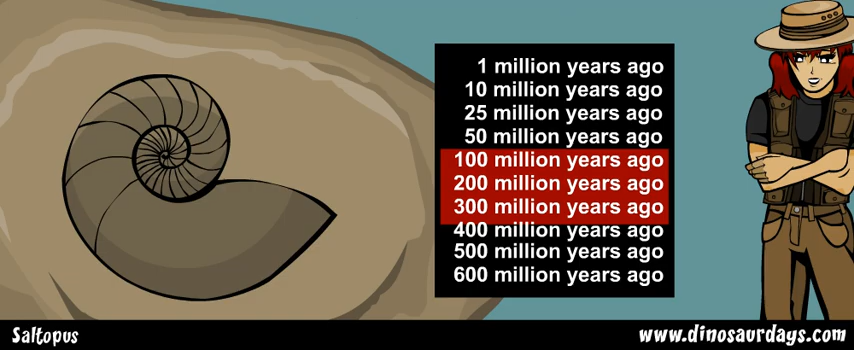 1 million years ago
10 million years ago
25 million years ago
50 million years ago
100 million years ago
200 million years ago
300 million years ago
400 million years ago
500 million years ago
600 million years ago
Saltopus
www.dinosaurdays.com